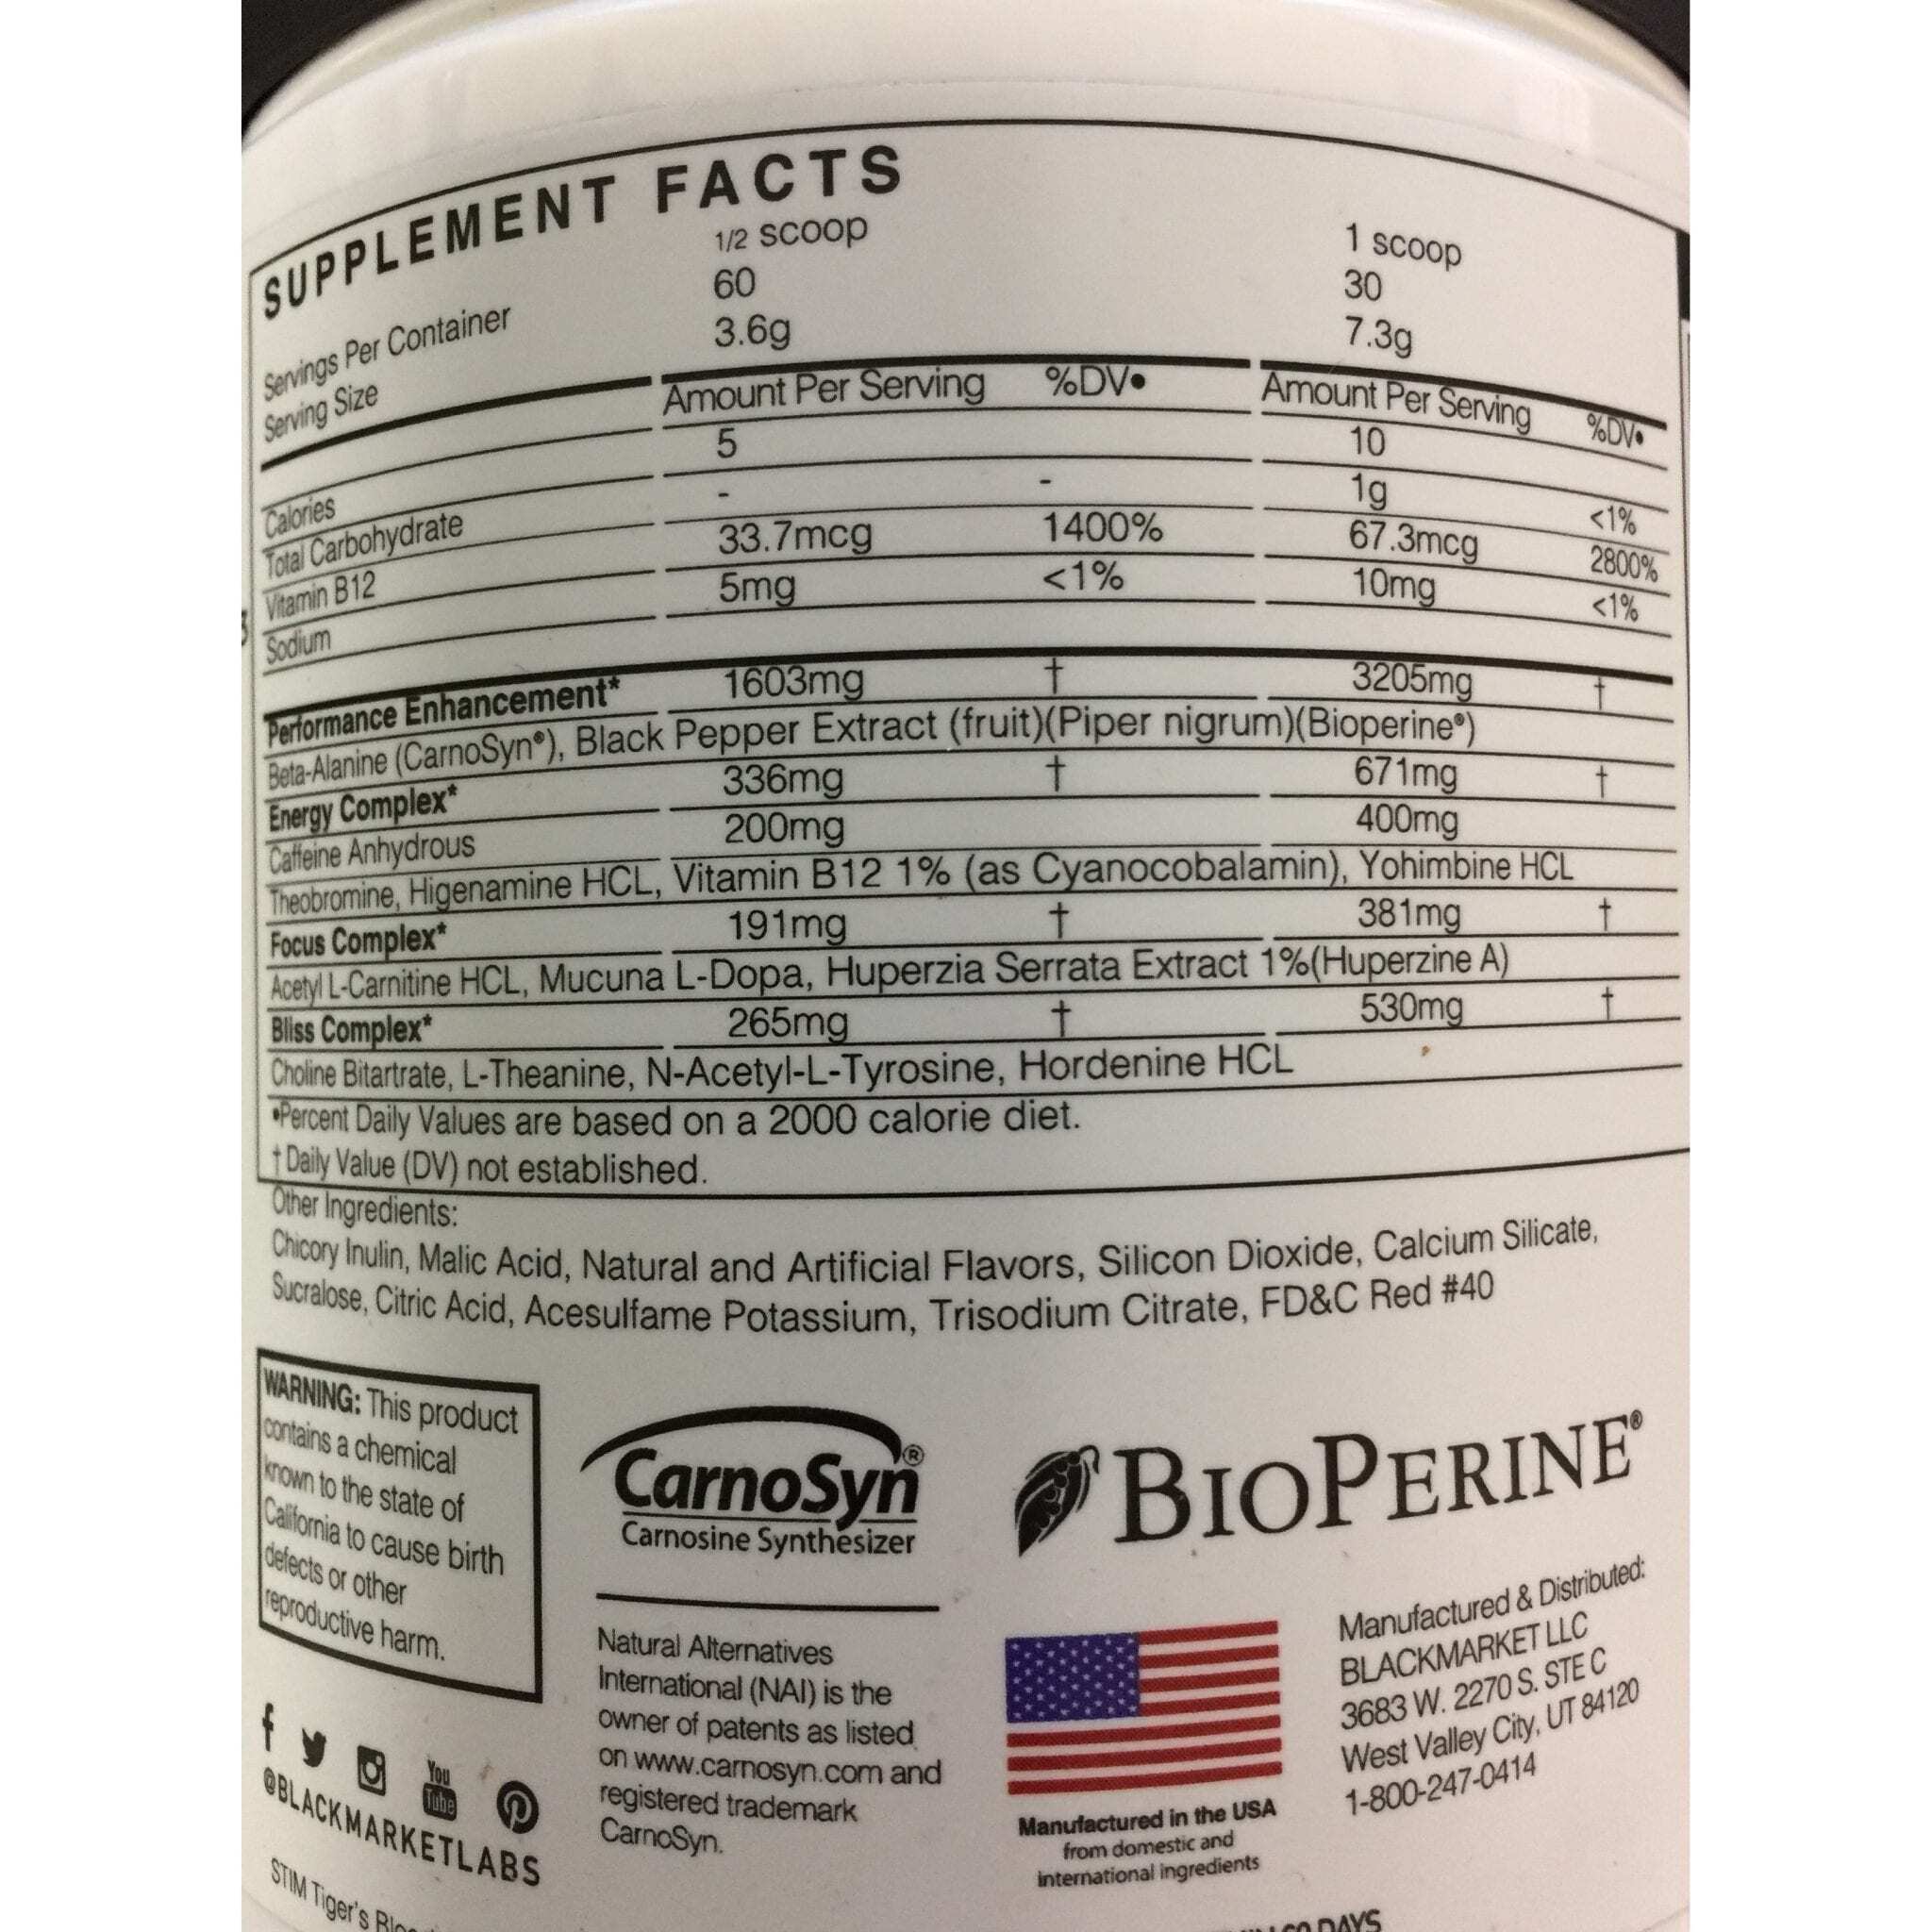 SUPPLEMENT FACTS
1/2 scoop 1 scoop
Servings Per Container 60 30
Serving Size 3.6g 7.3g
Amount Per Serving %DV• Amount Per Serving %DV•
Calories 5 10
Total Carbohydrate - - 1g <1%
Vitamin B12 33.7mcg 1400% 67.3mcg 2800%
Sodium 5mg <1% 10mg <1%
Performance Enhancement* 1603mg † 3205mg †
Beta-Alanine (CarnoSyn®), Black Pepper Extract (fruit)(Piper nigrum)(Bioperine®)
Energy Complex* 336mg † 671mg †
Caffeine Anhydrous 200mg 400mg
Theobromine, Higenamine HCL, Vitamin B12 1% (as Cyanocobalamin), Yohimbine HCL
Focus Complex* 191mg † 381mg †
Acetyl L-Carnitine HCL, Mucuna L-Dopa, Huperzia Serrata Extract 1%(Huperzine A)
Bliss Complex* 265mg † 530mg †
Choline Bitartrate, L-Theanine, N-Acetyl-L-Tyrosine, Hordenine HCL
•Percent Daily Values are based on a 2000 calorie diet.
† Daily Value (DV) not established.
Other Ingredients:
Chicory Inulin, Malic Acid, Natural and Artificial Flavors, Silicon Dioxide, Calcium Silicate,
Sucralose, Citric Acid, Acesulfame Potassium, Trisodium Citrate, FD&C Red #40
WARNING: This product
contains a chemical
known to the state of
California to cause birth
defects or other
reproductive harm.
f
You
Tube
@BLACKMARKETLABS
STIM Tiger's
CarnoSyn®
Carnosine Synthesizer
Natural Alternatives
International (NAI) is the
owner of patents as listed
on www.carnosyn.com and
registered trademark
CarnoSyn.
BIOPERINE®
Manufactured in the USA
from domestic and
international ingredients
Manufactured & Distributed:
BLACKMARKET LLC
3683 W. 2270 S. STE C
West Valley City, UT 84120
1-800-247-0414
DAYS